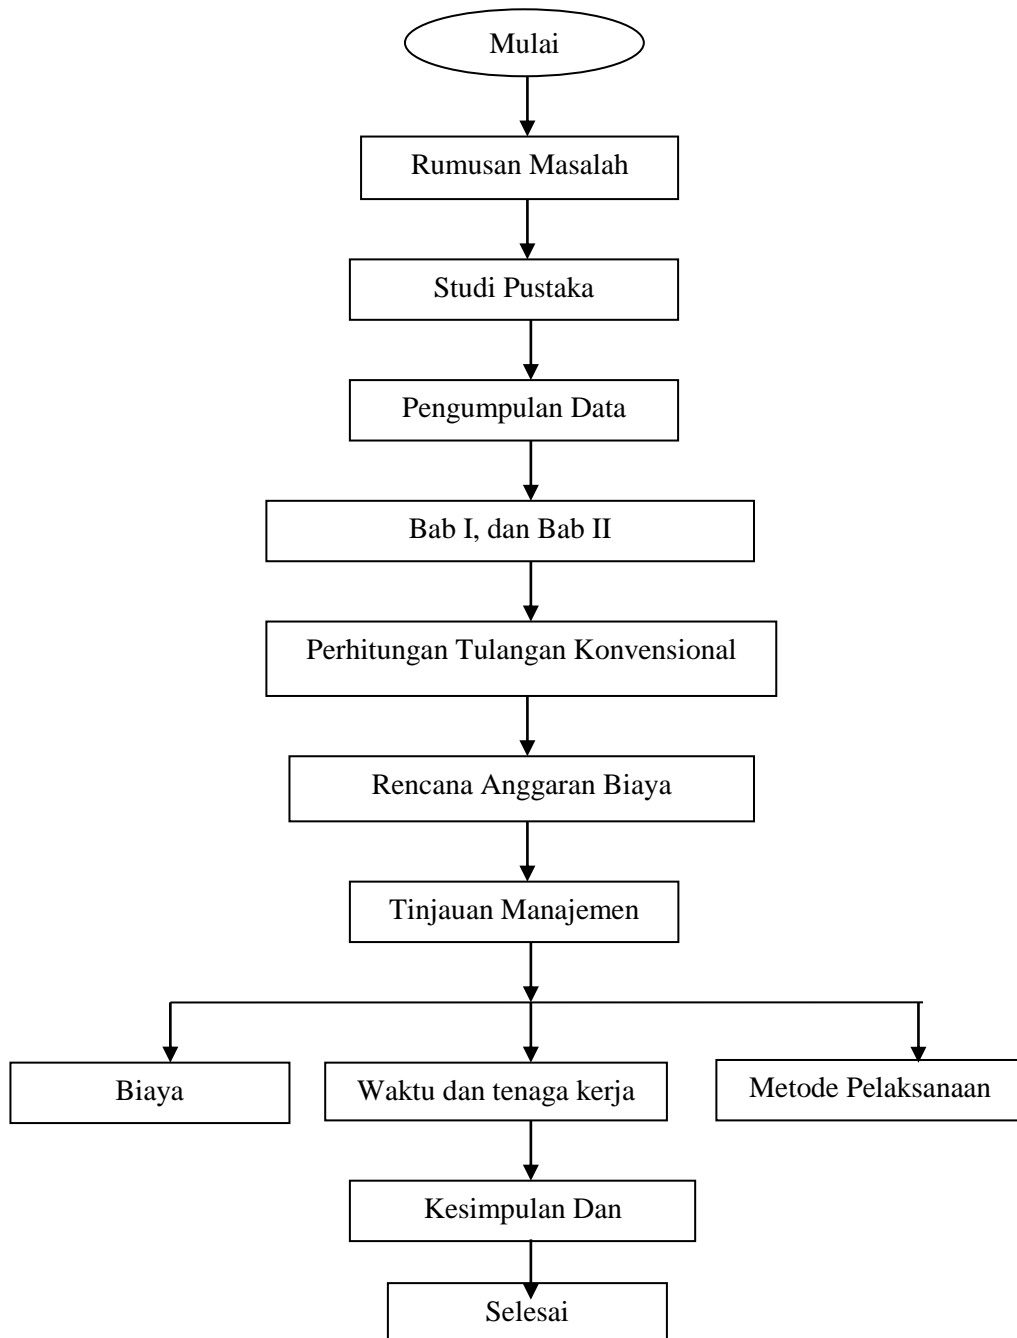 Mulai
Rumusan Masalah
Studi Pustaka
Pengumpulan Data
Bab I, dan Bab II
Perhitungan Tulangan Konvensional
Rencana Anggaran Biaya
Tinjauan Manajemen
Biaya
Waktu dan tenaga kerja
Metode Pelaksanaan
Kesimpulan Dan
Selesai